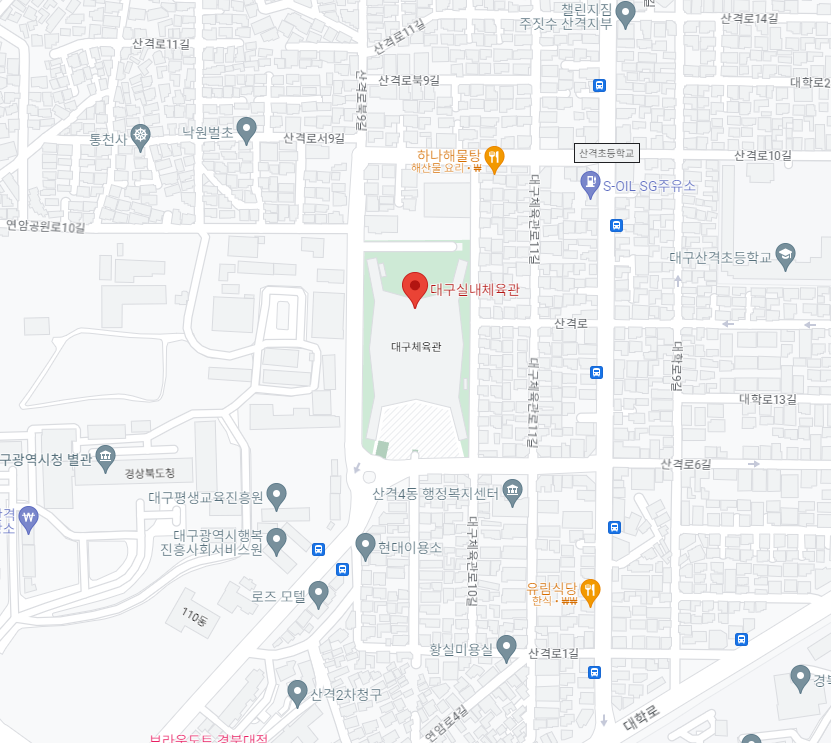 챌린지짐
주짓수 산격지부
산격로14길
산격로11길
산격로11길
산격로북9길
산격로북9길
대학로2
통천사
낙원벌초
산격로서9길
하나해물탕
해산물 요리 • ₩
산격초등학교
산격로10길
S-OIL SG주유소
대구체육관로11길
연암공원로10길
대구산격초등학교
대구실내체육관
산격로
대구체육관
대학로9길
대구체육관로11길
대학로13길
구광역시청 별관
경상북도청
산격로6길
대구평생교육진흥원
산격4동 행정복지센터
대구광역시행복
진흥사회서비스원
현대이용소
대구체육관로10길
로즈 모텔
유림식당
한식 • ₩₩
110동
황실미용실
산격로1길
산격2차청구
연암로4길
대학로
경북
브라운도트 경북대점